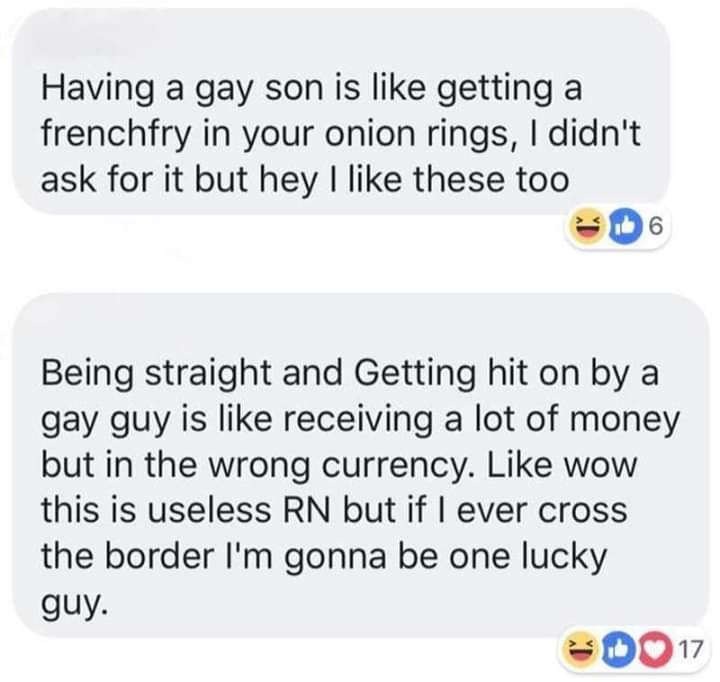 Having a gay son is like getting a
frenchfry in your onion rings, I didn't
ask for it but hey I like these too
6
Being straight and Getting hit on by a
gay guy is like receiving a lot of money
but in the wrong currency. Like wow
this is useless RN but if I ever cross
the border I'm gonna be one lucky
guy.
17